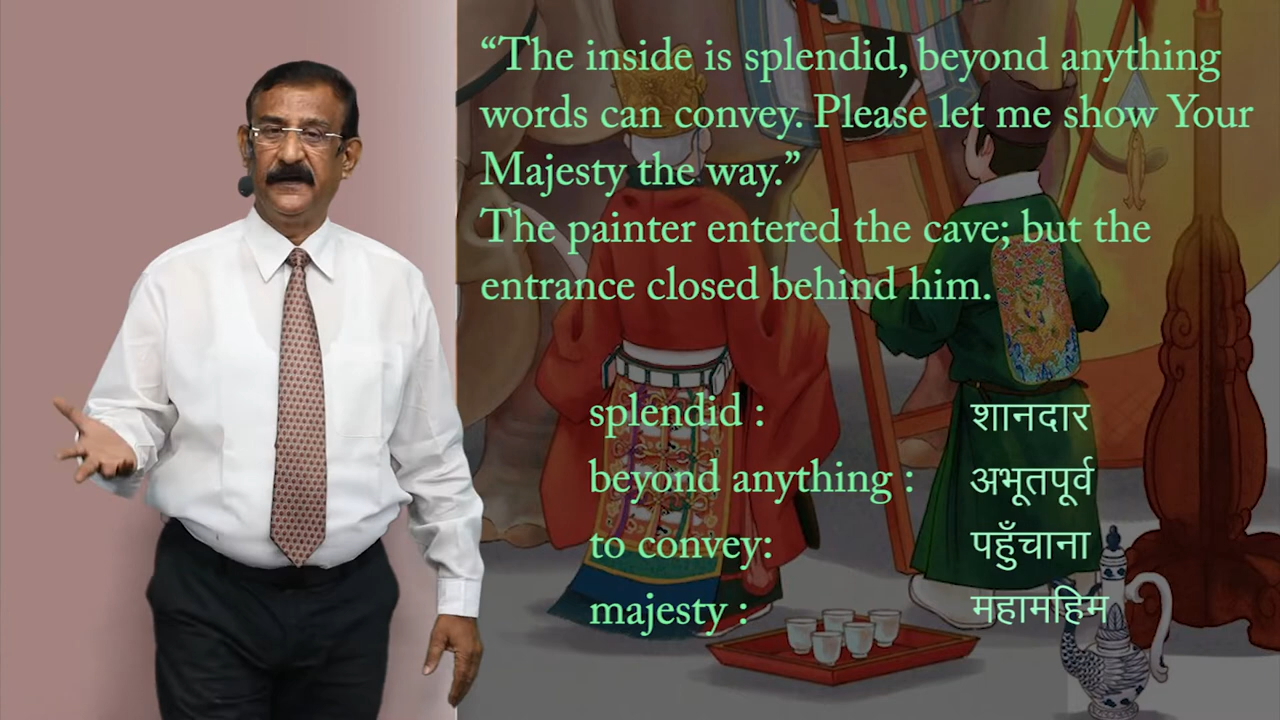 “The inside is splendid, beyond anything
words can convey. Please let me show Your
Majesty the way.”
The painter entered the cave; but the
entrance closed behind him.
splendid : शानदार
beyond anything : अभूतपूर्व
to convey: पहुँचाना
majesty : महामहिम